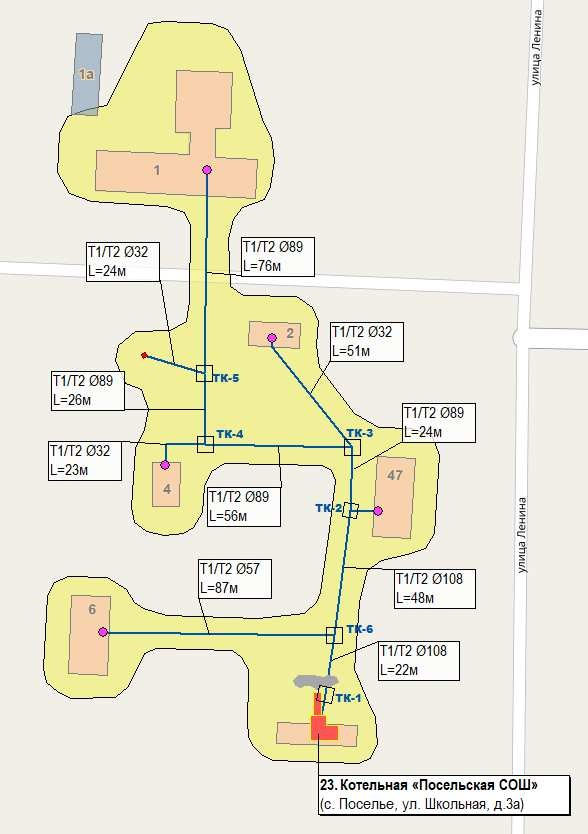 улица Ленина
1а
1
T1/T2 Ø32
L=24м
T1/T2 Ø89
L=76м
2
T1/T2 Ø32
L=51м
ТК-5
T1/T2 Ø89
L=26м
T1/T2 Ø89
L=24м
ТК-4
ТК-3
T1/T2 Ø32
L=23м
4
47
T1/T2 Ø89
L=56м
ТК-2
улица Ленина
T1/T2 Ø57
L=87м
T1/T2 Ø108
L=48м
6
ТК-6
T1/T2 Ø108
L=22м
ТК-1
23. Котельная «Посельская СОШ»
(с. Поселье, ул. Школьная, д.3а)